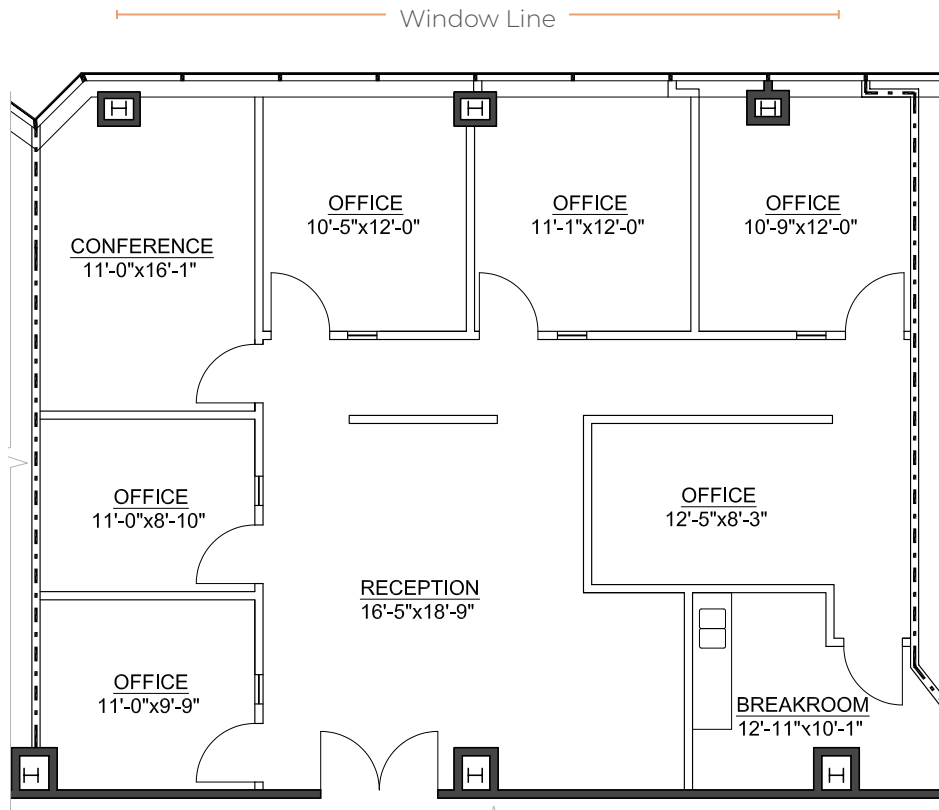 Window Line
OFFICE
10'-5"x12'-0"
OFFICE
11'-1"x12'-0"
OFFICE
10'-9"x12'-0"
CONFERENCE
11'-0"x16'-1"
OFFICE
11'-0"x8'-10"
OFFICE
12'-5"x8'-3"
RECEPTION
16'-5"x18'-9"
OFFICE
11'-0"x9'-9"
BREAKROOM
12'-11"x10'-1"